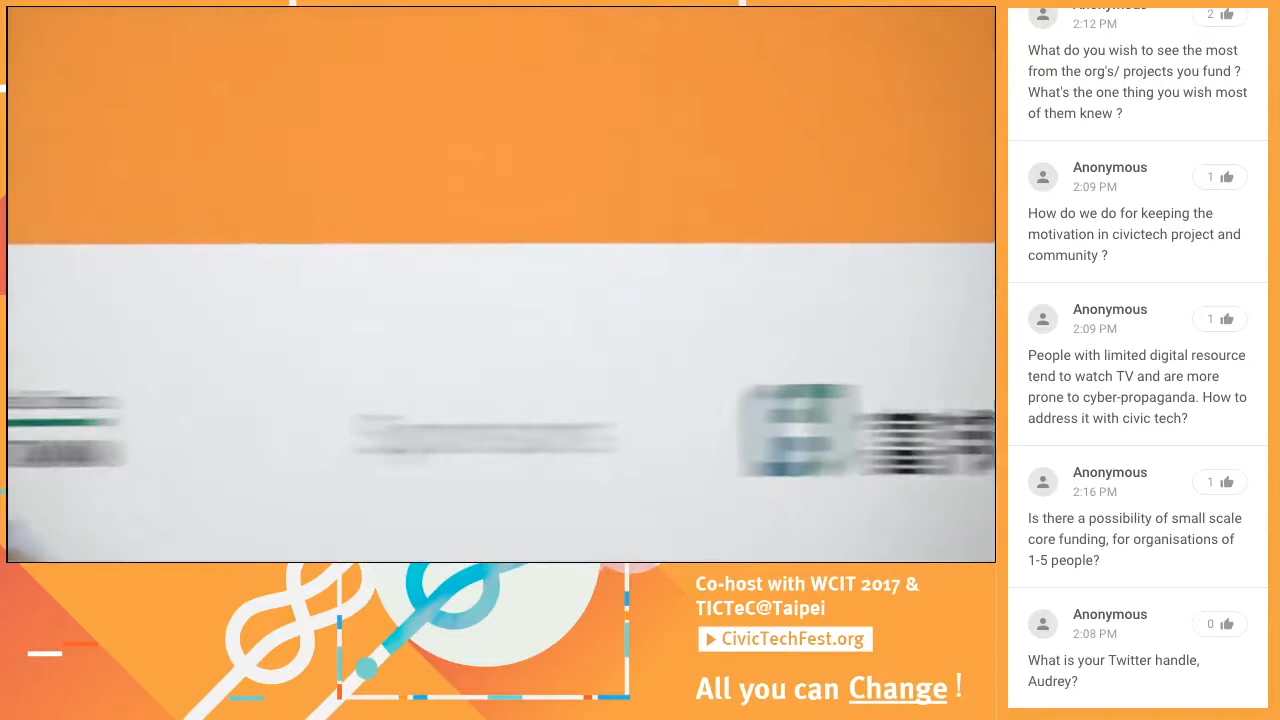 2:12 PM
2
What do you wish to see the most
from the org's/ projects you fund ?
What's the one thing you wish most
of them knew ?
Anonymous
2:09 PM
1
How do we do for keeping the
motivation in civictech project and
community ?
Anonymous
2:09 PM
1
People with limited digital resource
tend to watch TV and are more
prone to cyber-propaganda. How to
address it with civic tech?
Anonymous
2:16 PM
1
Is there a possibility of small scale
core funding, for organisations of
1-5 people?
Anonymous
2:08 PM
0
What is your Twitter handle,
Audrey?
Co-host with WCIT 2017 &
TICTeC@Taipei
CivicTechFest.org
All you can Change !